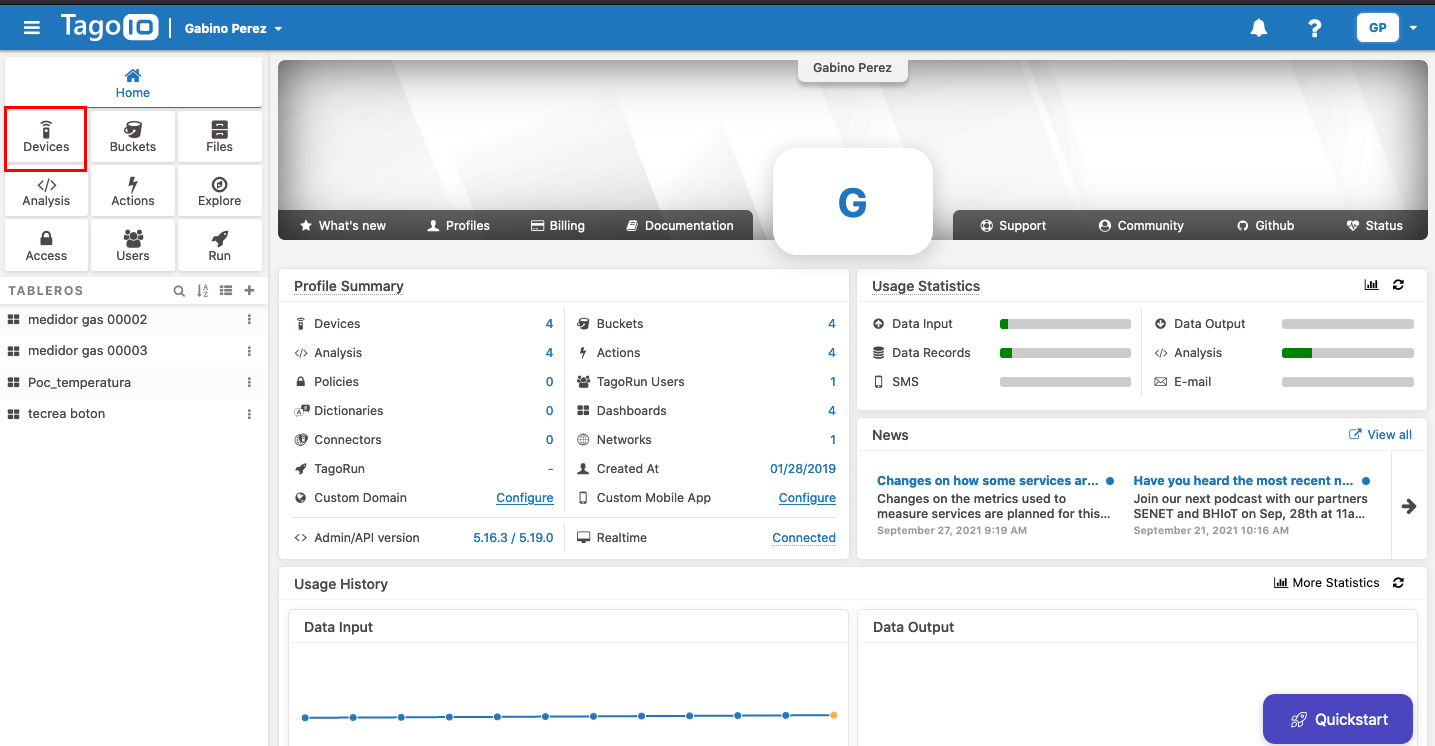 TagoIO Gabino Perez GP
Home
Devices Buckets Files
Analysis Actions Explore
Access Users Run
TABLEROS
medidor gas 00002
medidor gas 00003
Poc_temperatura
tecrea boton
Gabino Perez
G
What's new Profiles Billing Documentation
Support Community Github Status
Profile Summary
Devices 4 Buckets 4
Analysis 4 Actions 4
Policies 0 TagoRun Users 1
Dictionaries 0 Dashboards 4
Connectors 0 Networks 1
TagoRun - Created At 01/28/2019
Custom Domain Configure Custom Mobile App Configure
Admin/API version 5.16.3 / 5.19.0 Realtime Connected
Usage Statistics
Data Input Data Output
Data Records Analysis
SMS E-mail
News View all
Changes on how some services ar...
Changes on the metrics used to
measure services are planned for this...
September 27, 2021 9:19 AM
Have you heard the most recent n...
Join our next podcast with our partners
SENET and BHIoT on Sep, 28th at 11a...
September 21, 2021 10:16 AM
Usage History More Statistics
Data Input Data Output
Quickstart